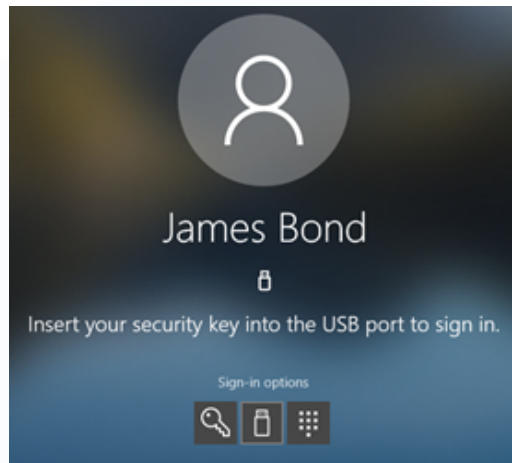 James Bond
Insert your security key into the USB port to sign in.
Sign-in options